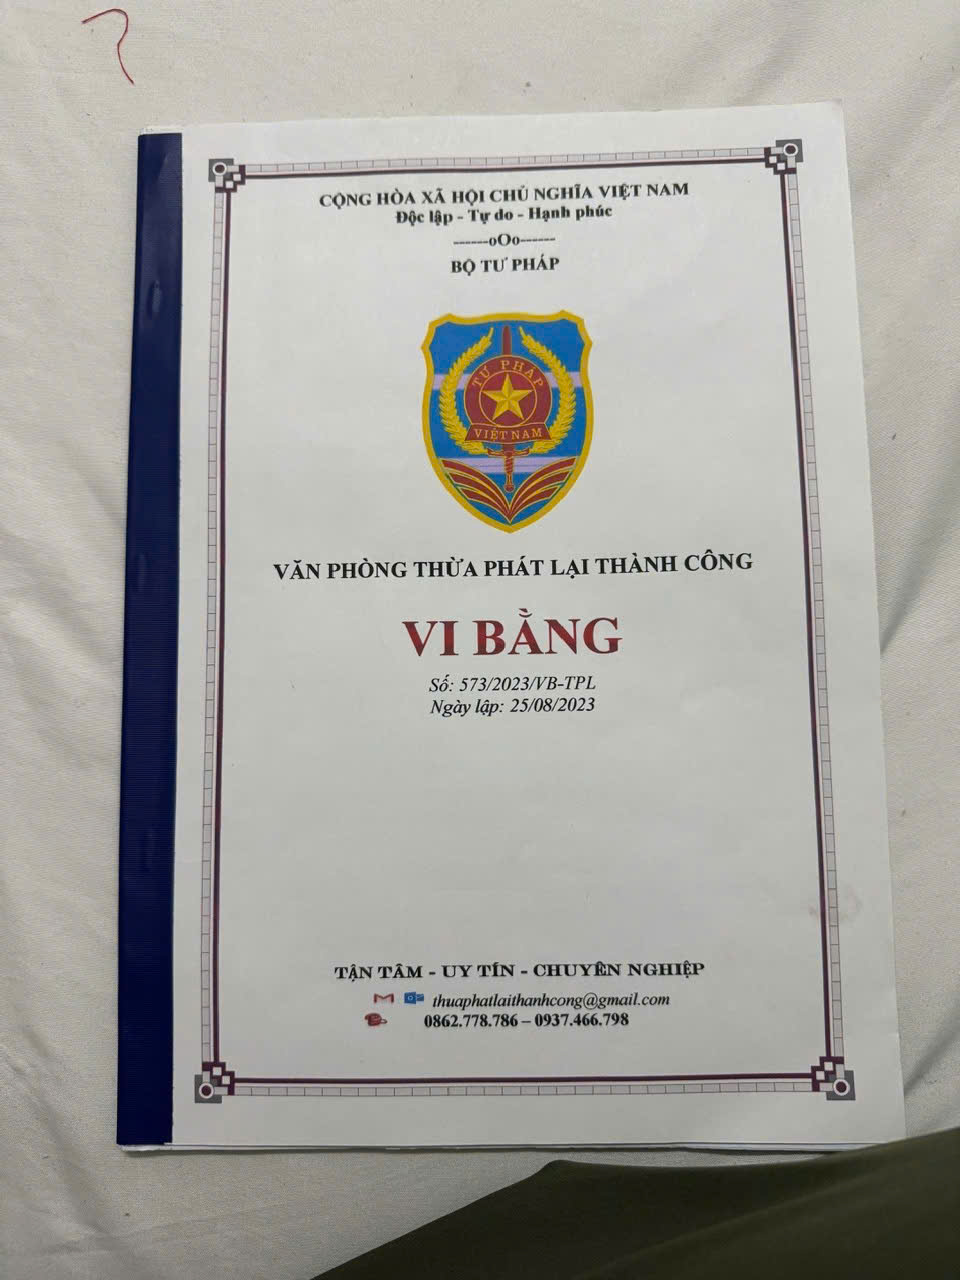 CỘNG HÒA XÃ HỘI CHỦ NGHĨA VIỆT NAM
Độc lập - Tự do - Hạnh phúc
------oOo------
BỘ TƯ PHÁP
TƯ PHÁP
VIỆT NAM
VĂN PHÒNG THỪA PHÁT LẠI THÀNH CÔNG
VI BẰNG
Số: 573/2023/VB-TPL
Ngày lập: 25/08/2023
TẬN TÂM - UY TÍN - CHUYÊN NGHIỆP
thuaphatlaithanhcong@gmail.com
0862.778.786 – 0937.466.798